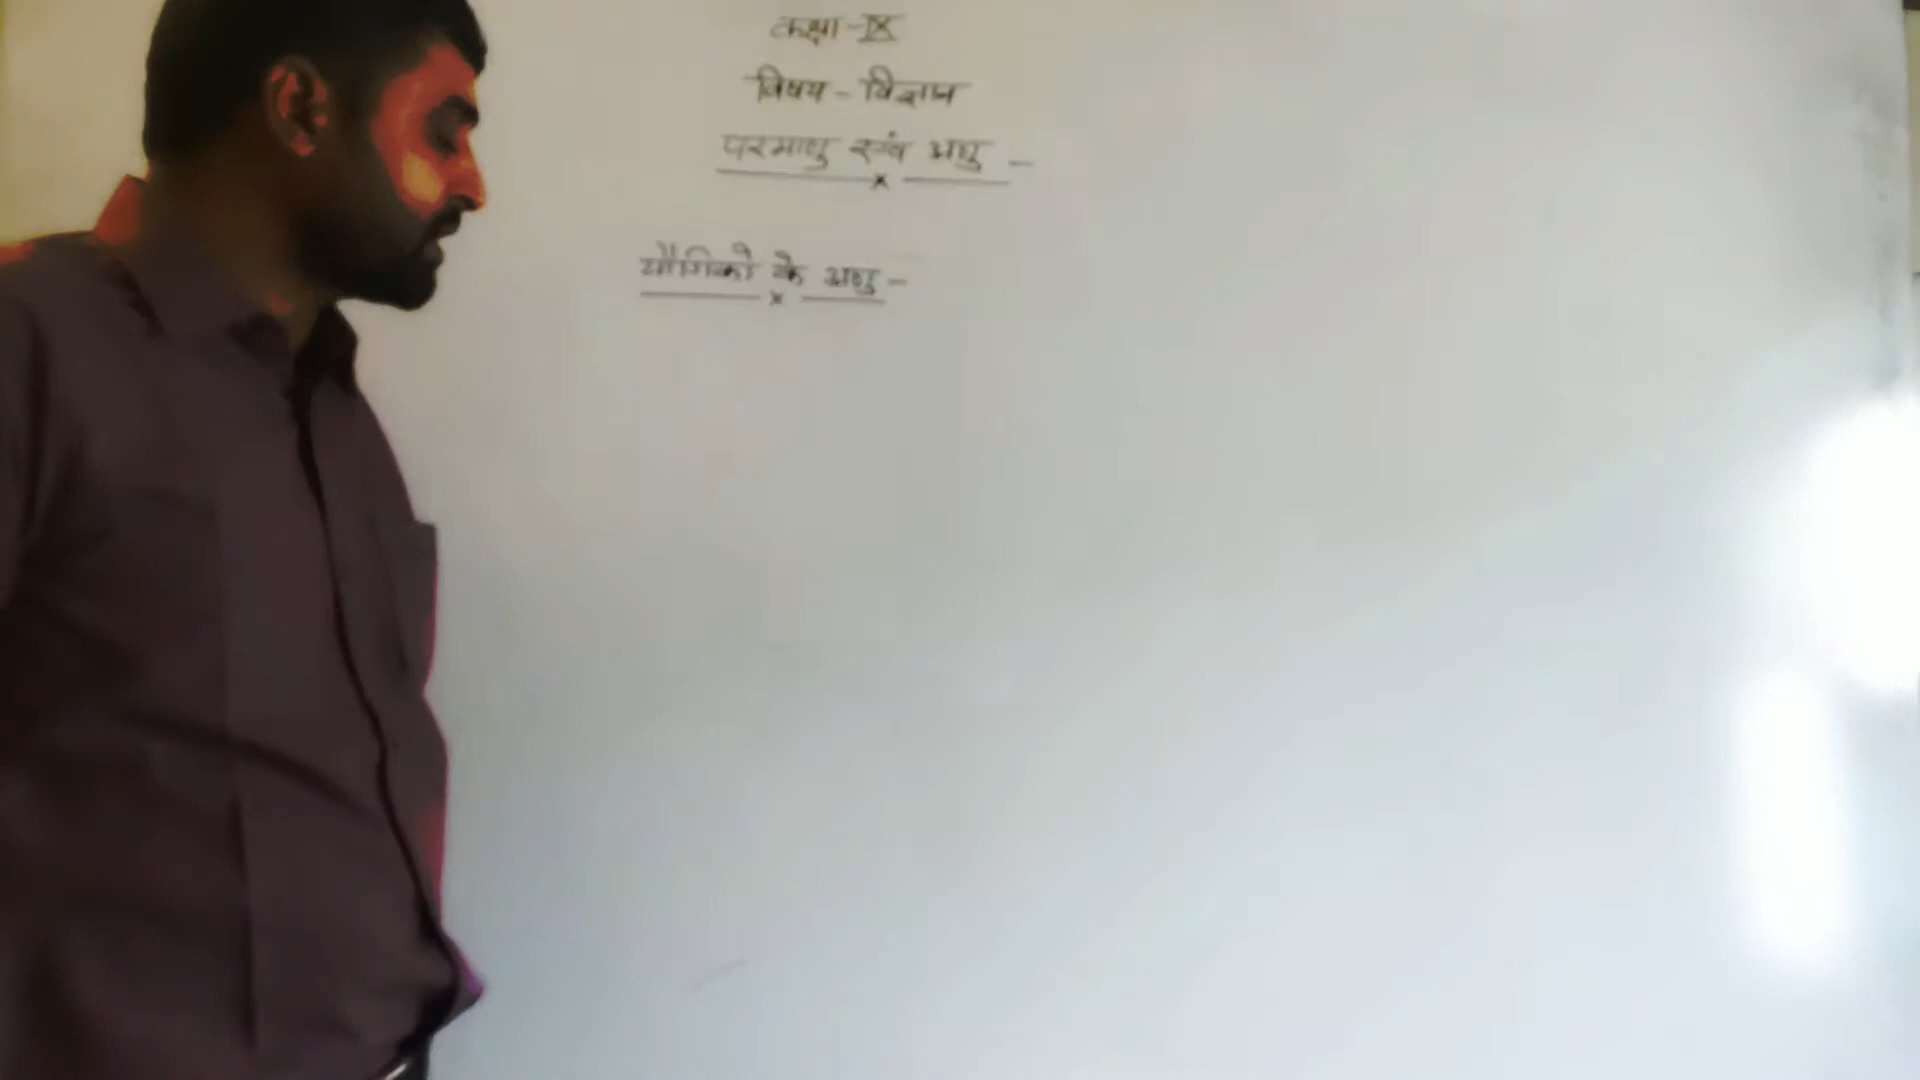 कक्षा - IX
विषय - विज्ञान
परमाणु एवं अणु -
यौगिको के अणु -